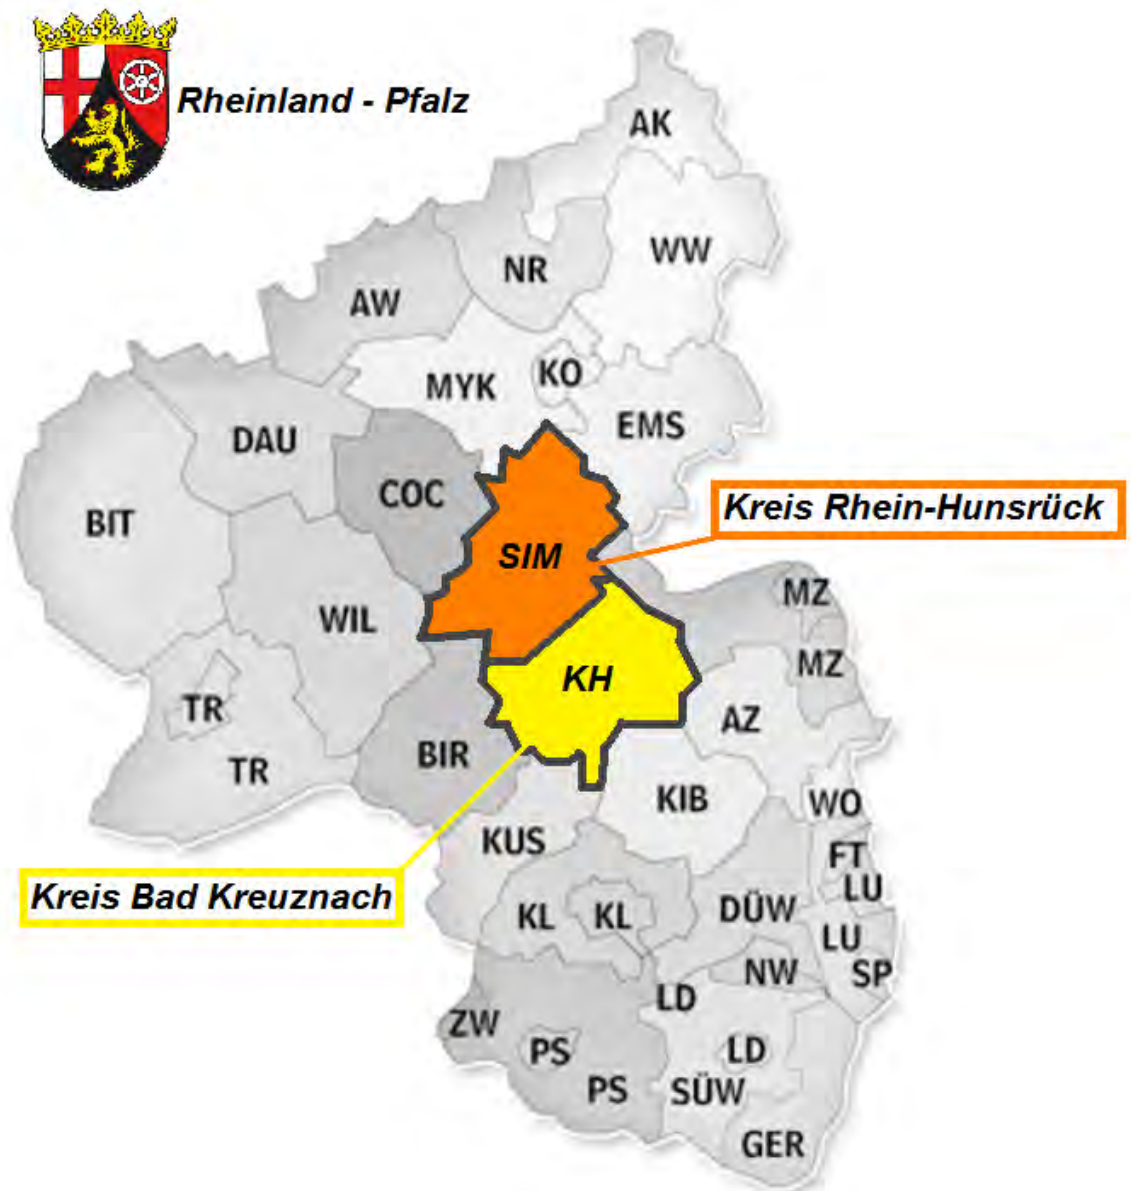 Rheinland - Pfalz
AK
WW
NR
AW
KO
MYK
EMS
DAU
COC
Kreis Rhein-Hunsrück
BIT
SIM
MZ
WIL
MZ
KH
TR
AZ
BIR
TR
KIB
WO
KUS
FT
LU
Kreis Bad Kreuznach
KL
KL
DÜW
LU
NW
SP
LD
ZW
PS
LD
PS
SÜW
GER